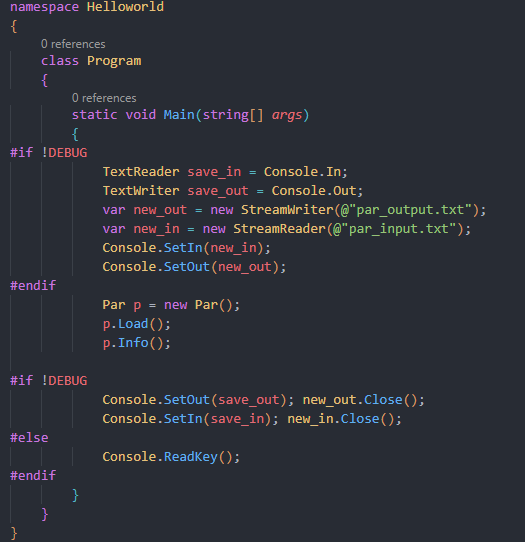 namespace Helloworld
{
0 references
class Program
{
0 references
static void Main(string[] args)
{
#if !DEBUG
TextReader save_in = Console.In;
TextWriter save_out = Console.Out;
var new_out = new StreamWriter(@"par_output.txt");
var new_in = new StreamReader(@"par_input.txt");
Console.SetIn(new_in);
Console.SetOut(new_out);
#endif
Par p = new Par();
p.Load();
p.Info();
#if !DEBUG
Console.SetOut(save_out); new_out.Close();
Console.SetIn(save_in); new_in.Close();
#else
Console.ReadKey();
#endif
}
}
}